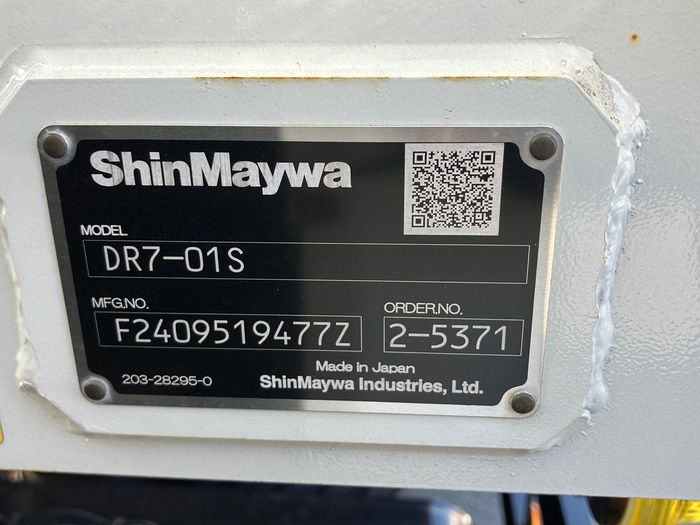 ShinMaywa
MODEL
DR7-01S
MFG.NO.
F2409519477Z
ORDER.NO.
2-5371
Made in Japan
203-28295-0
ShinMaywa Industries, Ltd.